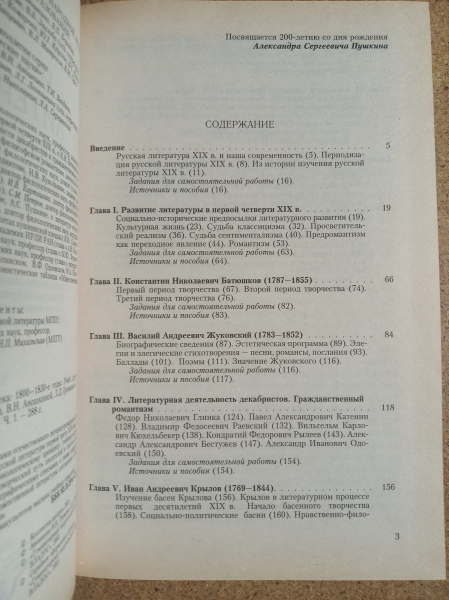 Посвящается 200-летию со дня рождения
Александра Сергеевича Пушкина
СОДЕРЖАНИЕ
Введение 5
Русская литература XIX в. и наша современность (5). Периодиза-
ция русской литературы XIX в. (8). Из истории изучения русской
литературы XIX в. (11).
Задания для самостоятельной работы (16).
Источники и пособия (16).
Глава I. Развитие литературы в первой четверти XIX в. 19
Социально-исторические предпосылки литературного развития (19).
Культурная жизнь (23). Судьба классицизма (32). Просветитель-
ский реализм (36). Судьба сентиментализма (40). Предромантизм
как переходное явление (44). Романтизм (53).
Задания для самостоятельной работы (63).
Источники и пособия (64).
Глава II. Константин Николаевич Батюшков (1787—1855) 66
Первый период творчества (67). Второй период творчества (74).
Третий период творчества (76).
Задания для самостоятельной работы (82).
Источники и пособия (83).
Глава III. Василий Андреевич Жуковский (1783—1852) 84
Биографические сведения (87). Эстетическая программа (89). Эле-
гии и элегические стихотворения — песни, романсы, послания (93).
Баллады (101). Поэмы (111). Значение Жуковского (116).
Задания для самостоятельной работы (116).
Источники и пособия (117).
Глава IV. Литературная деятельность декабристов. Гражданский
романтизм 118
Федор Николаевич Глинка (124). Павел Александрович Катенин
(128). Владимир Федосеевич Раевский (132). Вильгельм Карло-
вич Кюхельбекер (138). Кондратий Федорович Рылеев (143). Алек-
сандр Александрович Бестужев (147). Александр Иванович Одо-
евский (150).
Задания для самостоятельной работы (154).
Источники и пособия (154).
Глава V. Иван Андреевич Крылов (1769—1844) 156
Изучение басен Крылова (156). Крылов в литературном процессе
первых десятилетий XIX в. Начало басенного творчества
(158). Социально-политические басни (160). Нравственно-фило-
3